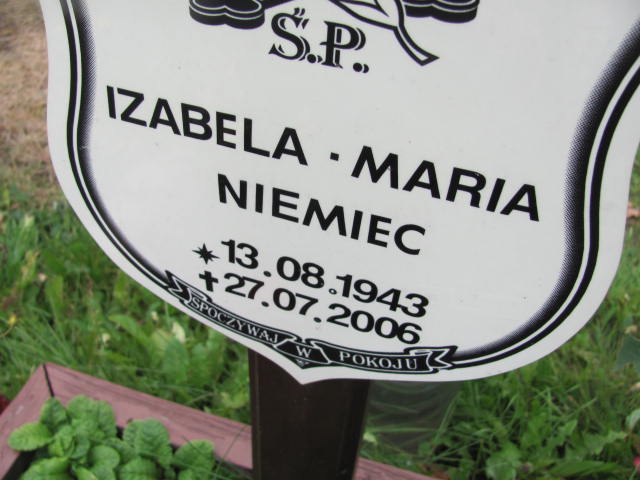 Ś.P.
IZABELA · MARIA
NIEMIEC
* 13.08.1943
✝ 27.07.2006
SPOCZYWAJ W POKOJU